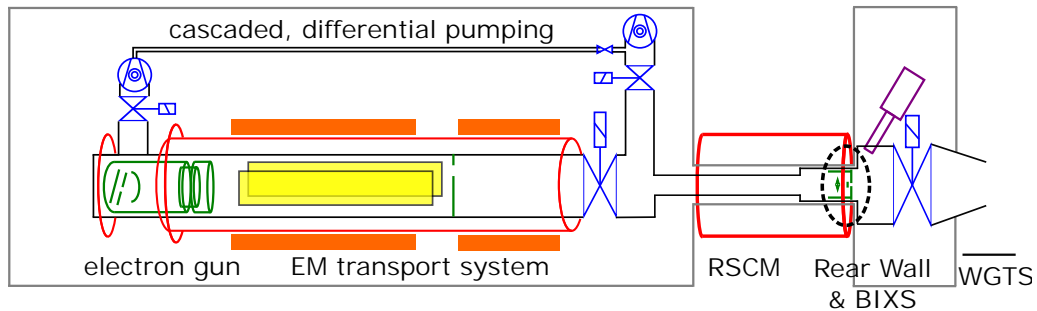 cascaded, differential pumping
electron gun
EM transport system
RSCM
Rear Wall
& BIXS
WGTS